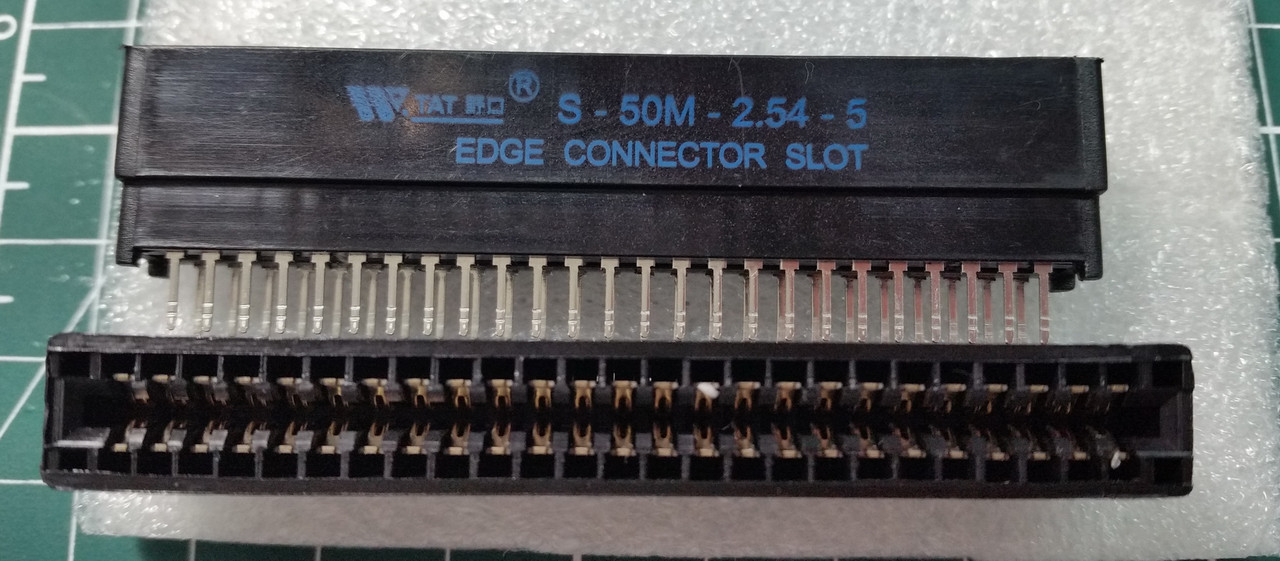 TAT ® S - 50M - 2.54 - 5
EDGE CONNECTOR SLOT